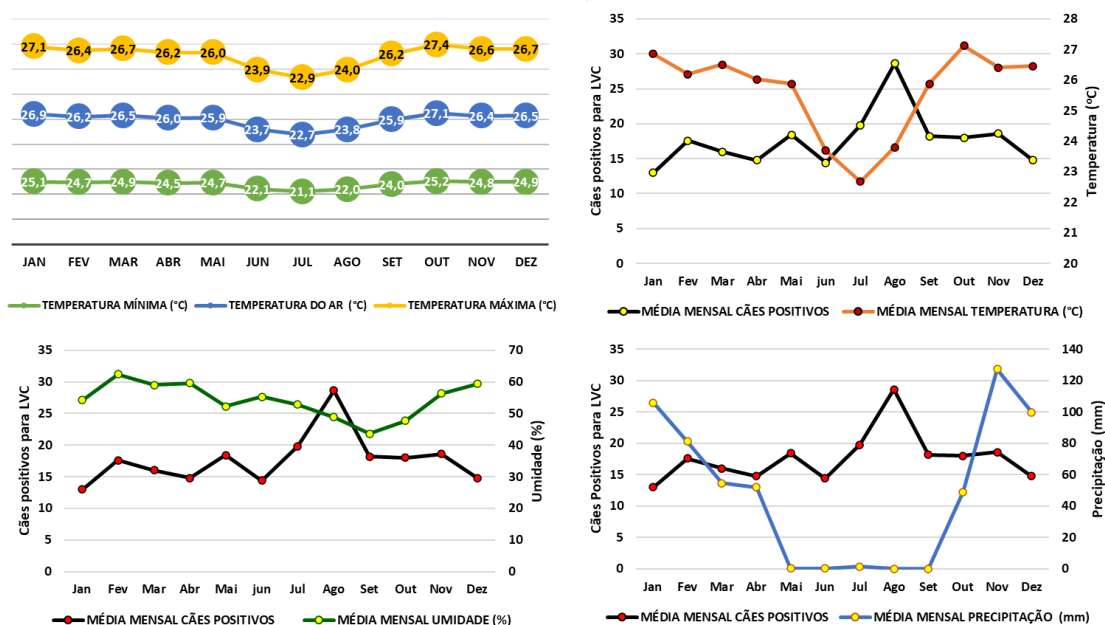 27,1 26,4 26,7 26,2 26,0 23,9 22,9 24,0 26,2 27,4 26,6 26,7
26,9 26,2 26,5 26,0 25,9 23,7 22,7 23,8 25,9 27,1 26,4 26,5
25,1 24,7 24,9 24,5 24,7 22,1 21,1 22,0 24,0 25,2 24,8 24,9
JAN FEV MAR ABR MAI JUN JUL AGO SET OUT NOV DEZ
TEMPERATURA MÍNIMA (°C) TEMPERATURA DO AR (°C) TEMPERATURA MÁXIMA (°C)
Cães positivos para LVC
35
30
25
20
15
10
5
0
28
27
26
25
24
23
22
21
20
Temperatura (ºC)
Jan Fev Mar Abr Mai jun Jul Ago Set Out Nov Dez
MÉDIA MENSAL CÃES POSITIVOS MÉDIA MENSAL TEMPERATURA (°C)
Cães positivos para LVC
35
30
25
20
15
10
5
0
70
60
50
40
30
20
10
0
Umidade (%)
Jan Fev Mar Abr Mai jun Jul Ago Set Out Nov Dez
MÉDIA MENSAL CÃES POSITIVOS MÉDIA MENSAL UMIDADE (%)
Cães Positivos para LVC
35
30
25
20
15
10
5
0
140
120
100
80
60
40
20
0
Precipitação (mm)
Jan Fev Mar Abr Mai Jun Jul Ago Set Out Nov Dez
MÉDIA MENSAL CÃES POSITIVOS MÉDIA MENSAL PRECIPITAÇÃO (mm)